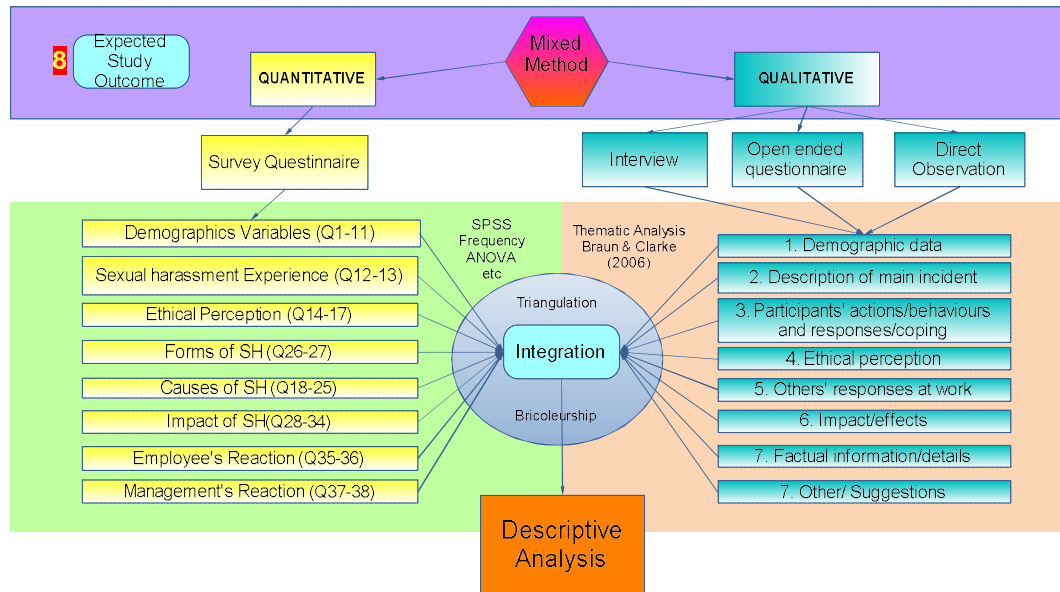 8
Expected
Study
Outcome
Mixed
Method
QUANTITATIVE
QUALITATIVE
Survey Questinnaire
Interview
Open ended
questionnaire
Direct
Observation
Demographics Variables (Q1-11)
Sexual harassment Experience (Q12-13)
Ethical Perception (Q14-17)
Forms of SH (Q26-27)
Causes of SH (Q18-25)
Impact of SH(Q28-34)
Employee's Reaction (Q35-36)
Management's Reaction (Q37-38)
SPSS
Frequency
ANOVA
etc
Thematic Analysis
Braun & Clarke
(2006)
Triangulation
Integration
Bricoleurship
1. Demographic data
2. Description of main incident
3. Participants' actions/behaviours
and responses/coping
4. Ethical perception
5. Others' responses at work
6. Impact/effects
7. Factual information/details
7. Other/ Suggestions
Descriptive
Analysis